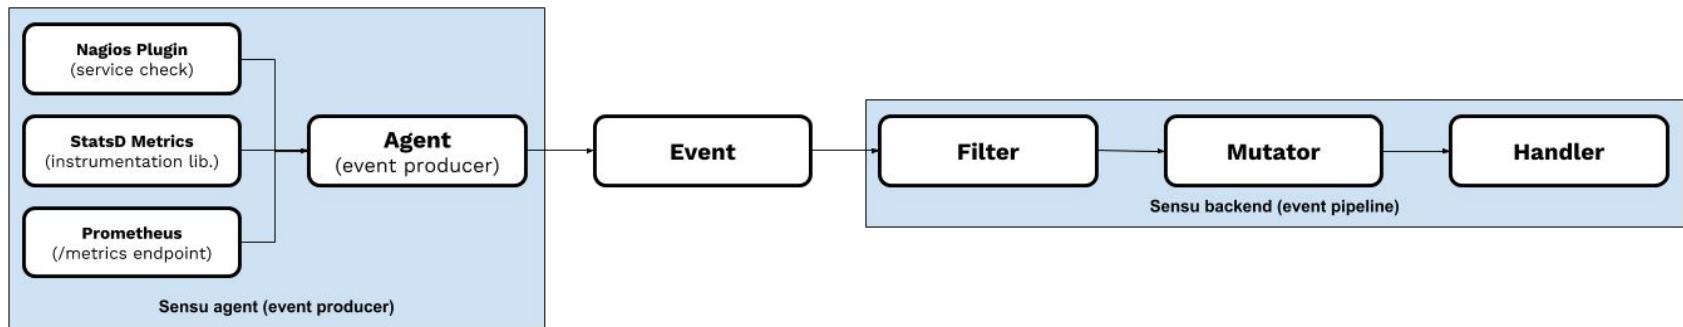 Nagios Plugin
(service check)
StatsD Metrics
(instrumentation lib.)
Prometheus
(/metrics endpoint)
Agent
(event producer)
Sensu agent (event producer)
Event
Filter
Mutator
Handler
Sensu backend (event pipeline)